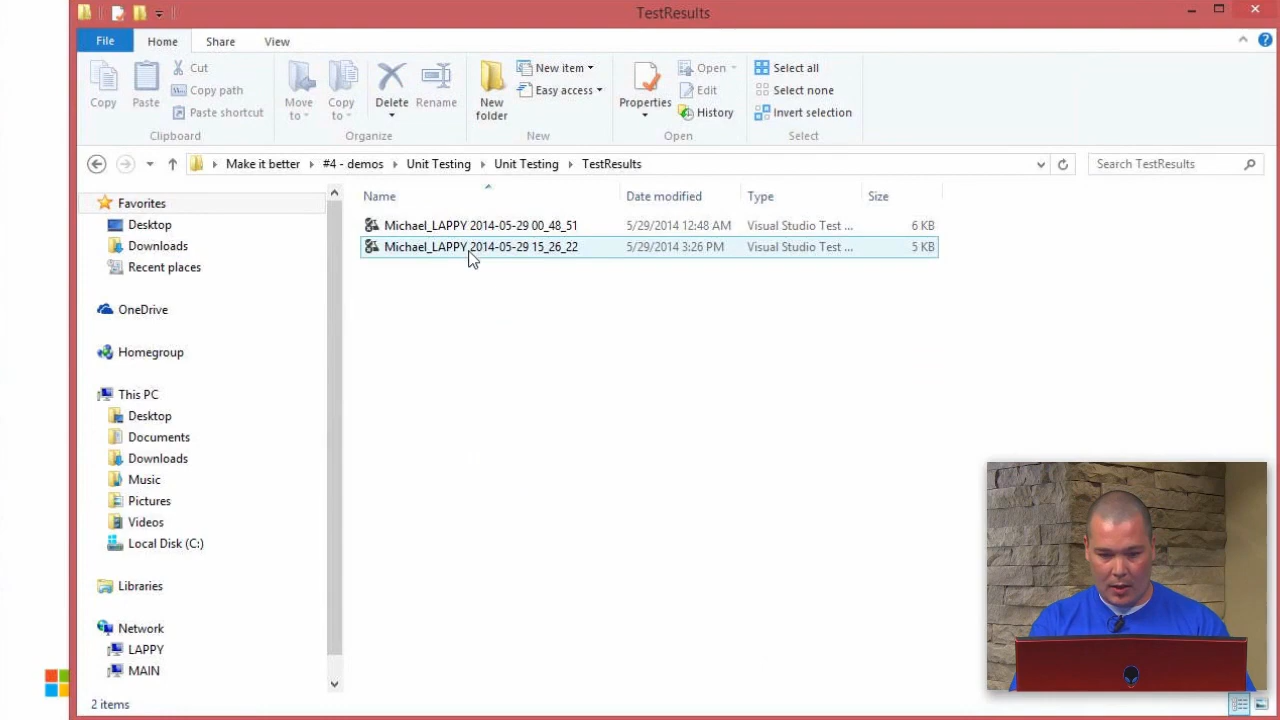 TestResults
File Home Share View
Copy
Paste
Cut
Copy path
Paste shortcut
Clipboard
Move to
Copy to
Delete
Rename
Organize
New folder
New item
Easy access
New
Properties
Open
Edit
History
Open
Select all
Select none
Invert selection
Select
Make it better #4 - demos Unit Testing Unit Testing TestResults
Search TestResults
Favorites
Desktop
Downloads
Recent places
OneDrive
Homegroup
This PC
Desktop
Documents
Downloads
Music
Pictures
Videos
Local Disk (C:)
Libraries
Network
LAPPY
MAIN
Name Date modified Type Size
Michael_LAPPY 2014-05-29 00_48_51 5/29/2014 12:48 AM Visual Studio Test ... 6 KB
Michael_LAPPY 2014-05-29 15_26_22 5/29/2014 3:26 PM Visual Studio Test ... 5 KB
2 items